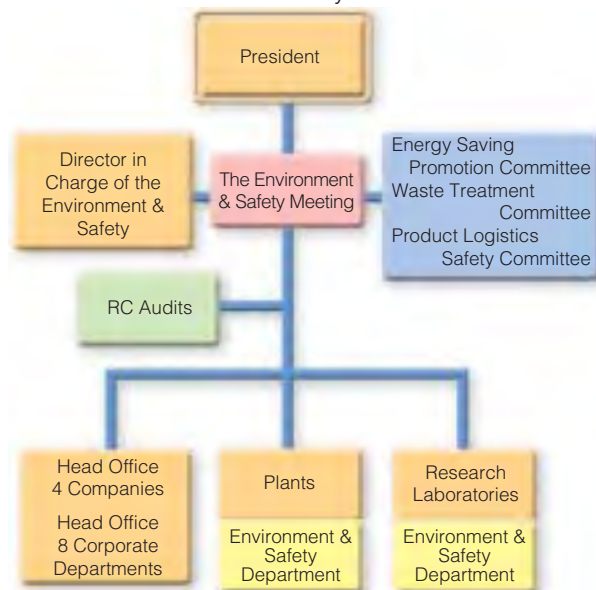 President
Director in
Charge of the
Environment &
Safety
The Environment
& Safety Meeting
Energy Saving
Promotion Committee
Waste Treatment
Committee
Product Logistics
Safety Committee
RC Audits
Head Office
4 Companies
Head Office
8 Corporate
Departments
Plants
Environment &
Safety
Department
Research
Laboratories
Environment &
Safety
Department